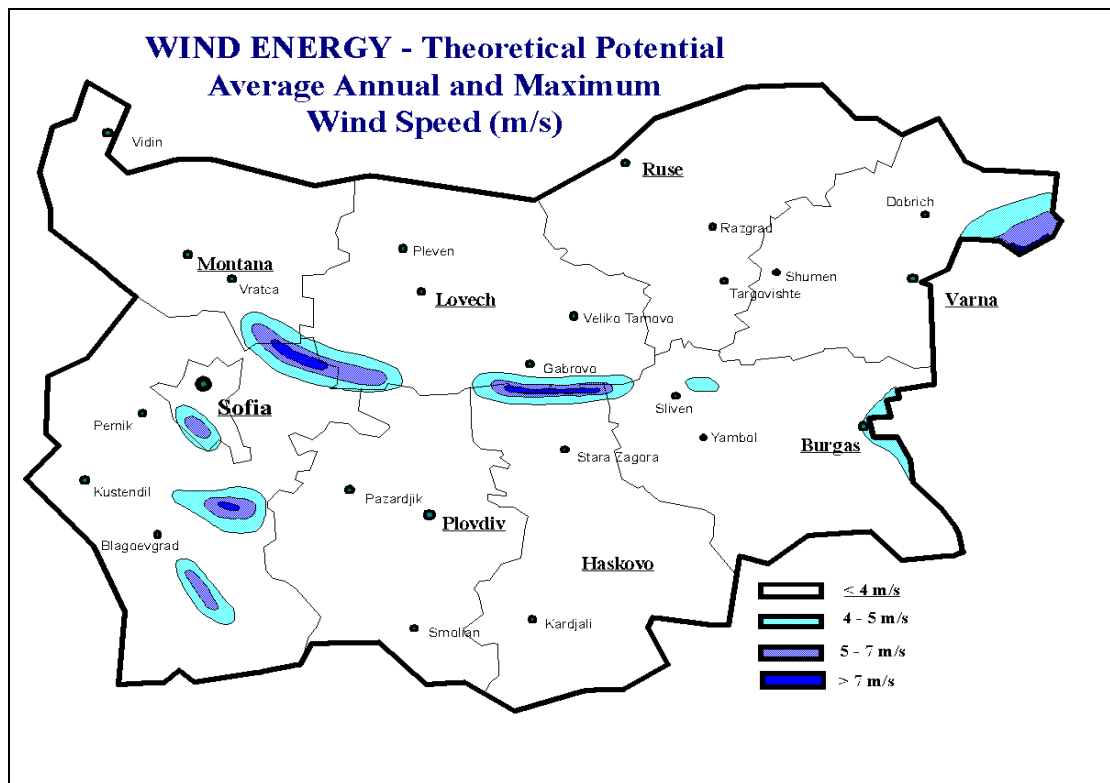 WIND ENERGY - Theoretical Potential
Average Annual and Maximum
Wind Speed (m/s)
Vidin
Ruse
Dobrich
Razgrad
Pleven
Montana
Shumen
Vratca
Targovishte
Lovech
Varna
Veliko Tarnovo
Gabrovo
Sofia
Sliven
Pernik
Yambol
Burgas
Stara Zagora
Kustendil
Pazardjik
Plovdiv
Blagoevgrad
Haskovo
< 4 m/s
4 - 5 m/s
Kardjali
Smolian
5 - 7 m/s
> 7 m/s